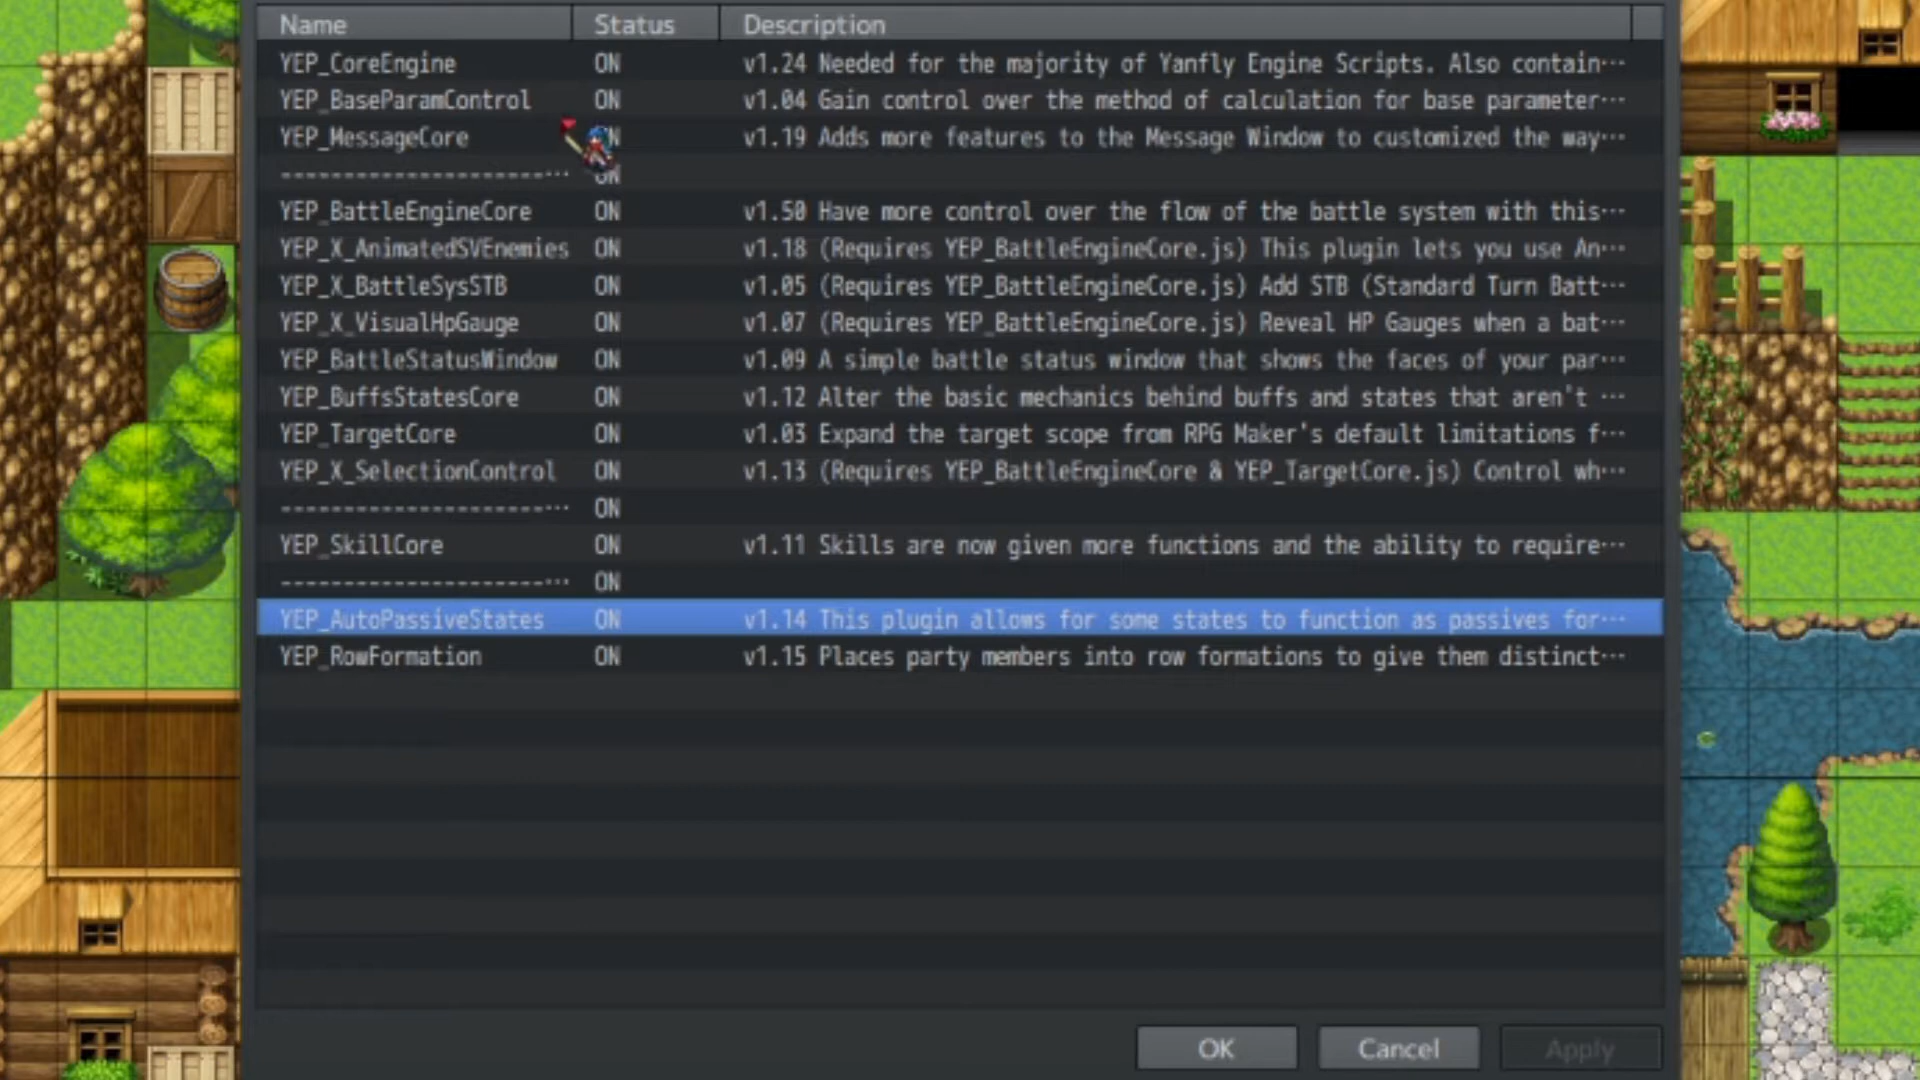 Name Status Description
YEP_CoreEngine ON v1.24 Needed for the majority of Yanfly Engine Scripts. Also contain…
YEP_BaseParamControl ON v1.04 Gain control over the method of calculation for base parameter…
YEP_MessageCore ON v1.19 Adds more features to the Message Window to customized the way…
----------------------… ON
YEP_BattleEngineCore ON v1.50 Have more control over the flow of the battle system with this…
YEP_X_AnimatedSVEnemies ON v1.18 (Requires YEP_BattleEngineCore.js) This plugin lets you use An…
YEP_X_BattleSysSTB ON v1.05 (Requires YEP_BattleEngineCore.js) Add STB (Standard Turn Batt…
YEP_X_VisualHpGauge ON v1.07 (Requires YEP_BattleEngineCore.js) Reveal HP Gauges when a bat…
YEP_BattleStatusWindow ON v1.09 A simple battle status window that shows the faces of your par…
YEP_BuffsStatesCore ON v1.12 Alter the basic mechanics behind buffs and states that aren't …
YEP_TargetCore ON v1.03 Expand the target scope from RPG Maker's default limitations f…
YEP_X_SelectionControl ON v1.13 (Requires YEP_BattleEngineCore & YEP_TargetCore.js) Control wh…
----------------------… ON
YEP_SkillCore ON v1.11 Skills are now given more functions and the ability to require…
----------------------… ON
YEP_AutoPassiveStates ON v1.14 This plugin allows for some states to function as passives for…
YEP_RowFormation ON v1.15 Places party members into row formations to give them distinct…
OK Cancel Apply